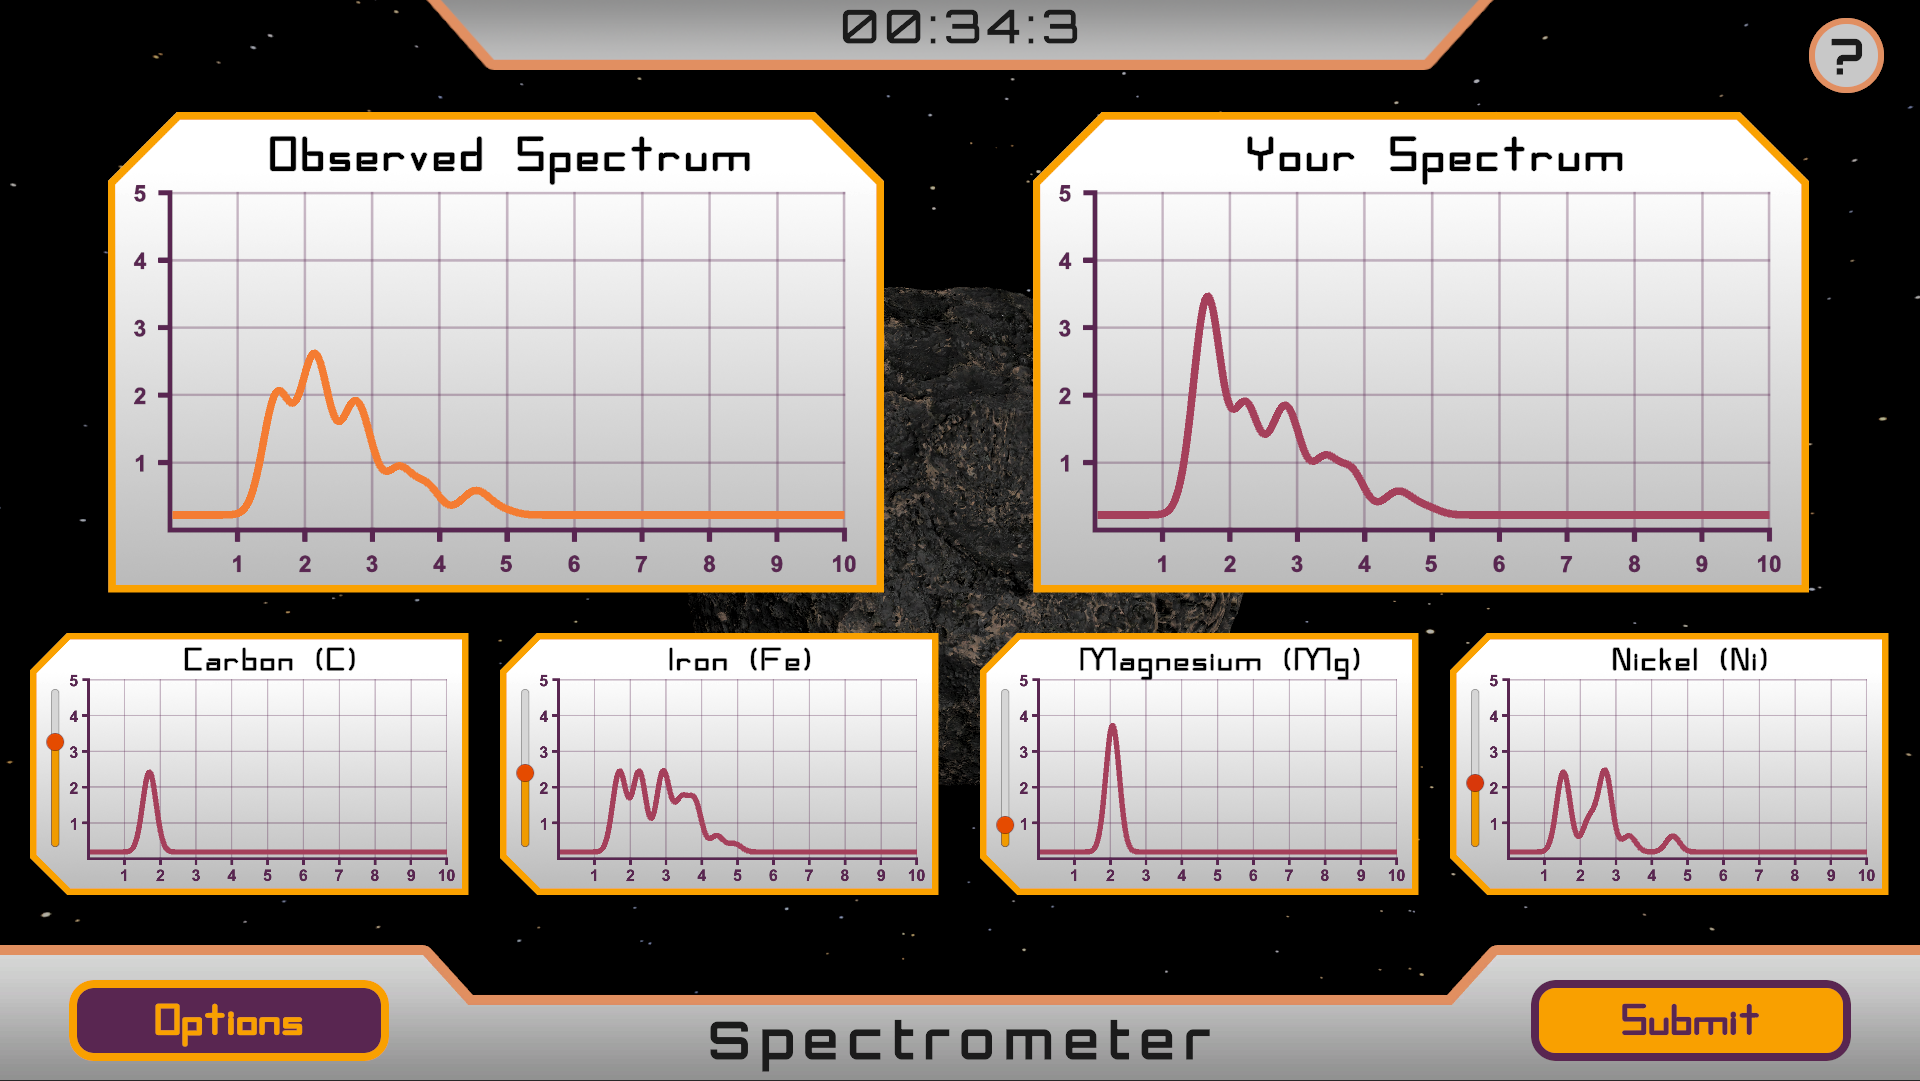 00:34:3
?
Observed Spectrum
5
4
3
2
1
1 2 3 4 5 6 7 8 9 10
Your Spectrum
5
4
3
2
1
1 2 3 4 5 6 7 8 9 10
Carbon (C)
5
4
3
2
1
1 2 3 4 5 6 7 8 9 10
Iron (Fe)
5
4
3
2
1
1 2 3 4 5 6 7 8 9 10
Magnesium (Mg)
5
4
3
2
1
1 2 3 4 5 6 7 8 9 10
Nickel (Ni)
5
4
3
2
1
1 2 3 4 5 6 7 8 9 10
Options
Spectrometer
Submit